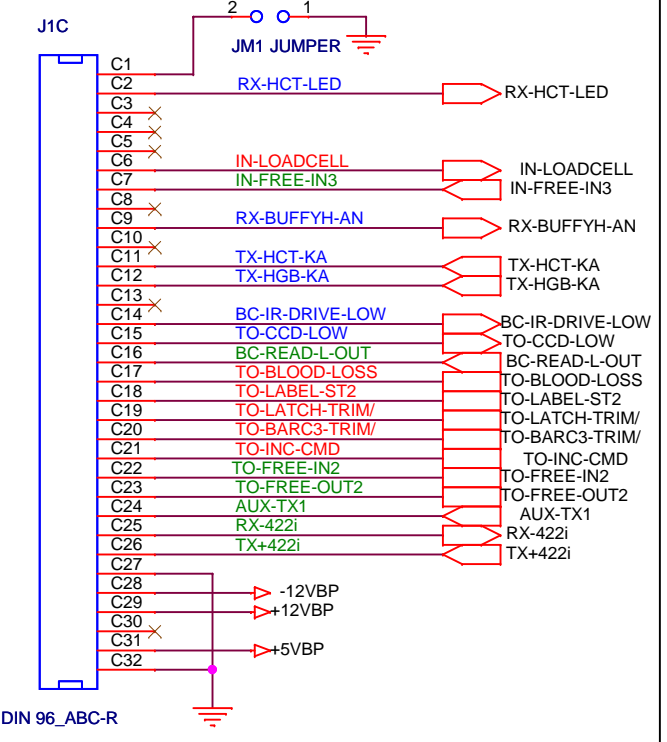 J1C
2 1
JM1 JUMPER
C1
C2 RX-HCT-LED RX-HCT-LED
C3
C4
C5
C6 IN-LOADCELL IN-LOADCELL
C7 IN-FREE-IN3 IN-FREE-IN3
C8
C9 RX-BUFFYH-AN RX-BUFFYH-AN
C10
C11 TX-HCT-KA TX-HCT-KA
C12 TX-HGB-KA TX-HGB-KA
C13
C14 BC-IR-DRIVE-LOW BC-IR-DRIVE-LOW
C15 TO-CCD-LOW TO-CCD-LOW
C16 BC-READ-L-OUT BC-READ-L-OUT
C17 TO-BLOOD-LOSS TO-BLOOD-LOSS
C18 TO-LABEL-ST2 TO-LABEL-ST2
C19 TO-LATCH-TRIM/ TO-LATCH-TRIM/
C20 TO-BARC3-TRIM/ TO-BARC3-TRIM/
C21 TO-INC-CMD TO-INC-CMD
C22 TO-FREE-IN2 TO-FREE-IN2
C23 TO-FREE-OUT2 TO-FREE-OUT2
C24 AUX-TX1 AUX-TX1
C25 RX-422i RX-422i
C26 TX+422i TX+422i
C27
C28 -12VBP
C29 +12VBP
C30
C31 +5VBP
C32
DIN 96_ABC-R